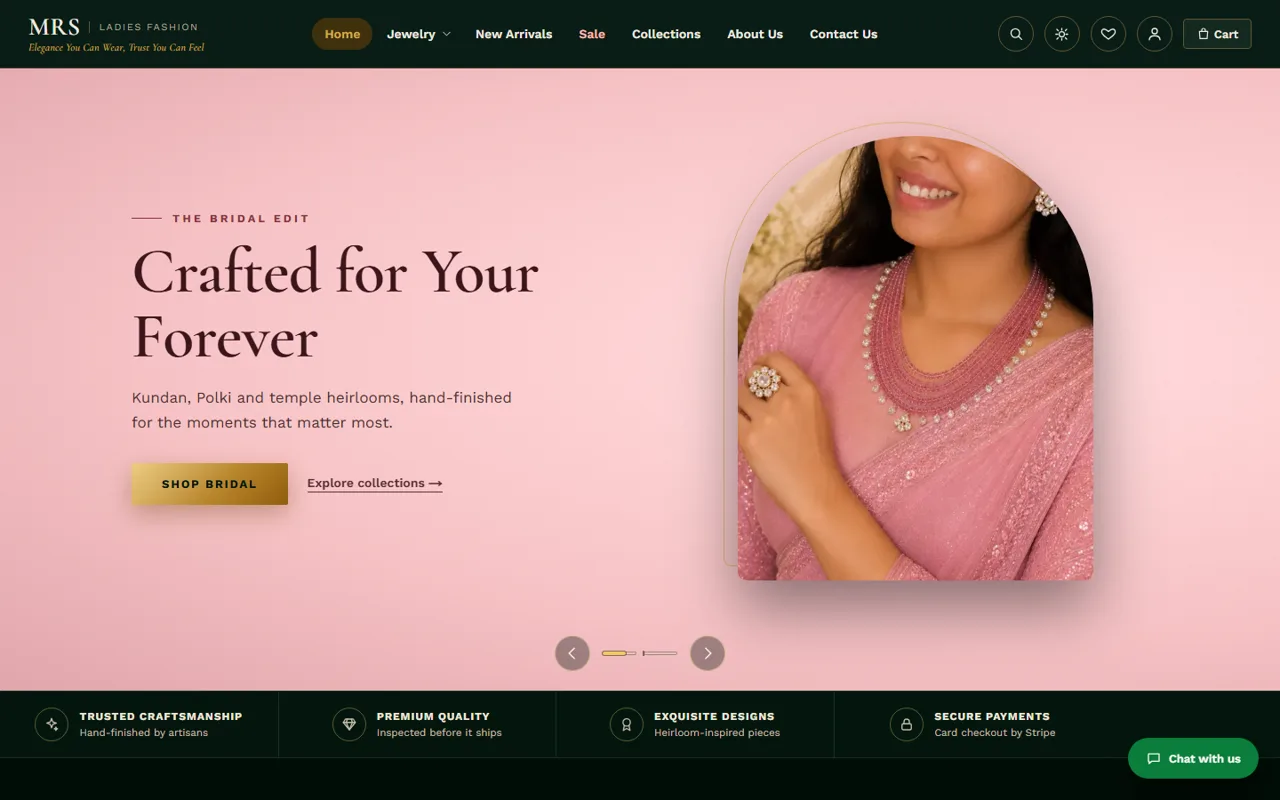 MRS | LADIES FASHION
Elegance You Can Wear, Trust You Can Feel
Home
Jewelry
New Arrivals
Sale
Collections
About Us
Contact Us
Cart
THE BRIDAL EDIT
Crafted for Your
Forever
Kundan, Polki and temple heirlooms, hand-finished
for the moments that matter most.
SHOP BRIDAL
Explore collections →
TRUSTED CRAFTSMANSHIP
Hand-finished by artisans
PREMIUM QUALITY
Inspected before it ships
EXQUISITE DESIGNS
Heirloom-inspired pieces
SECURE PAYMENTS
Card checkout by Stripe
Chat with us